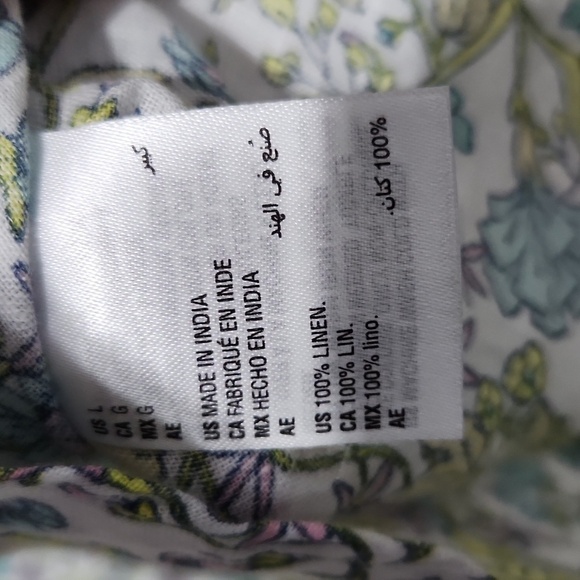 US L
CA G
MX G
AE كبير
US MADE IN INDIA
CA FABRIQUÉ EN INDE
MX HECHO EN INDIA
AE صُنع في الهند
US 100% LINEN.
CA 100% LIN.
MX 100% lino.
AE 100% كتان.